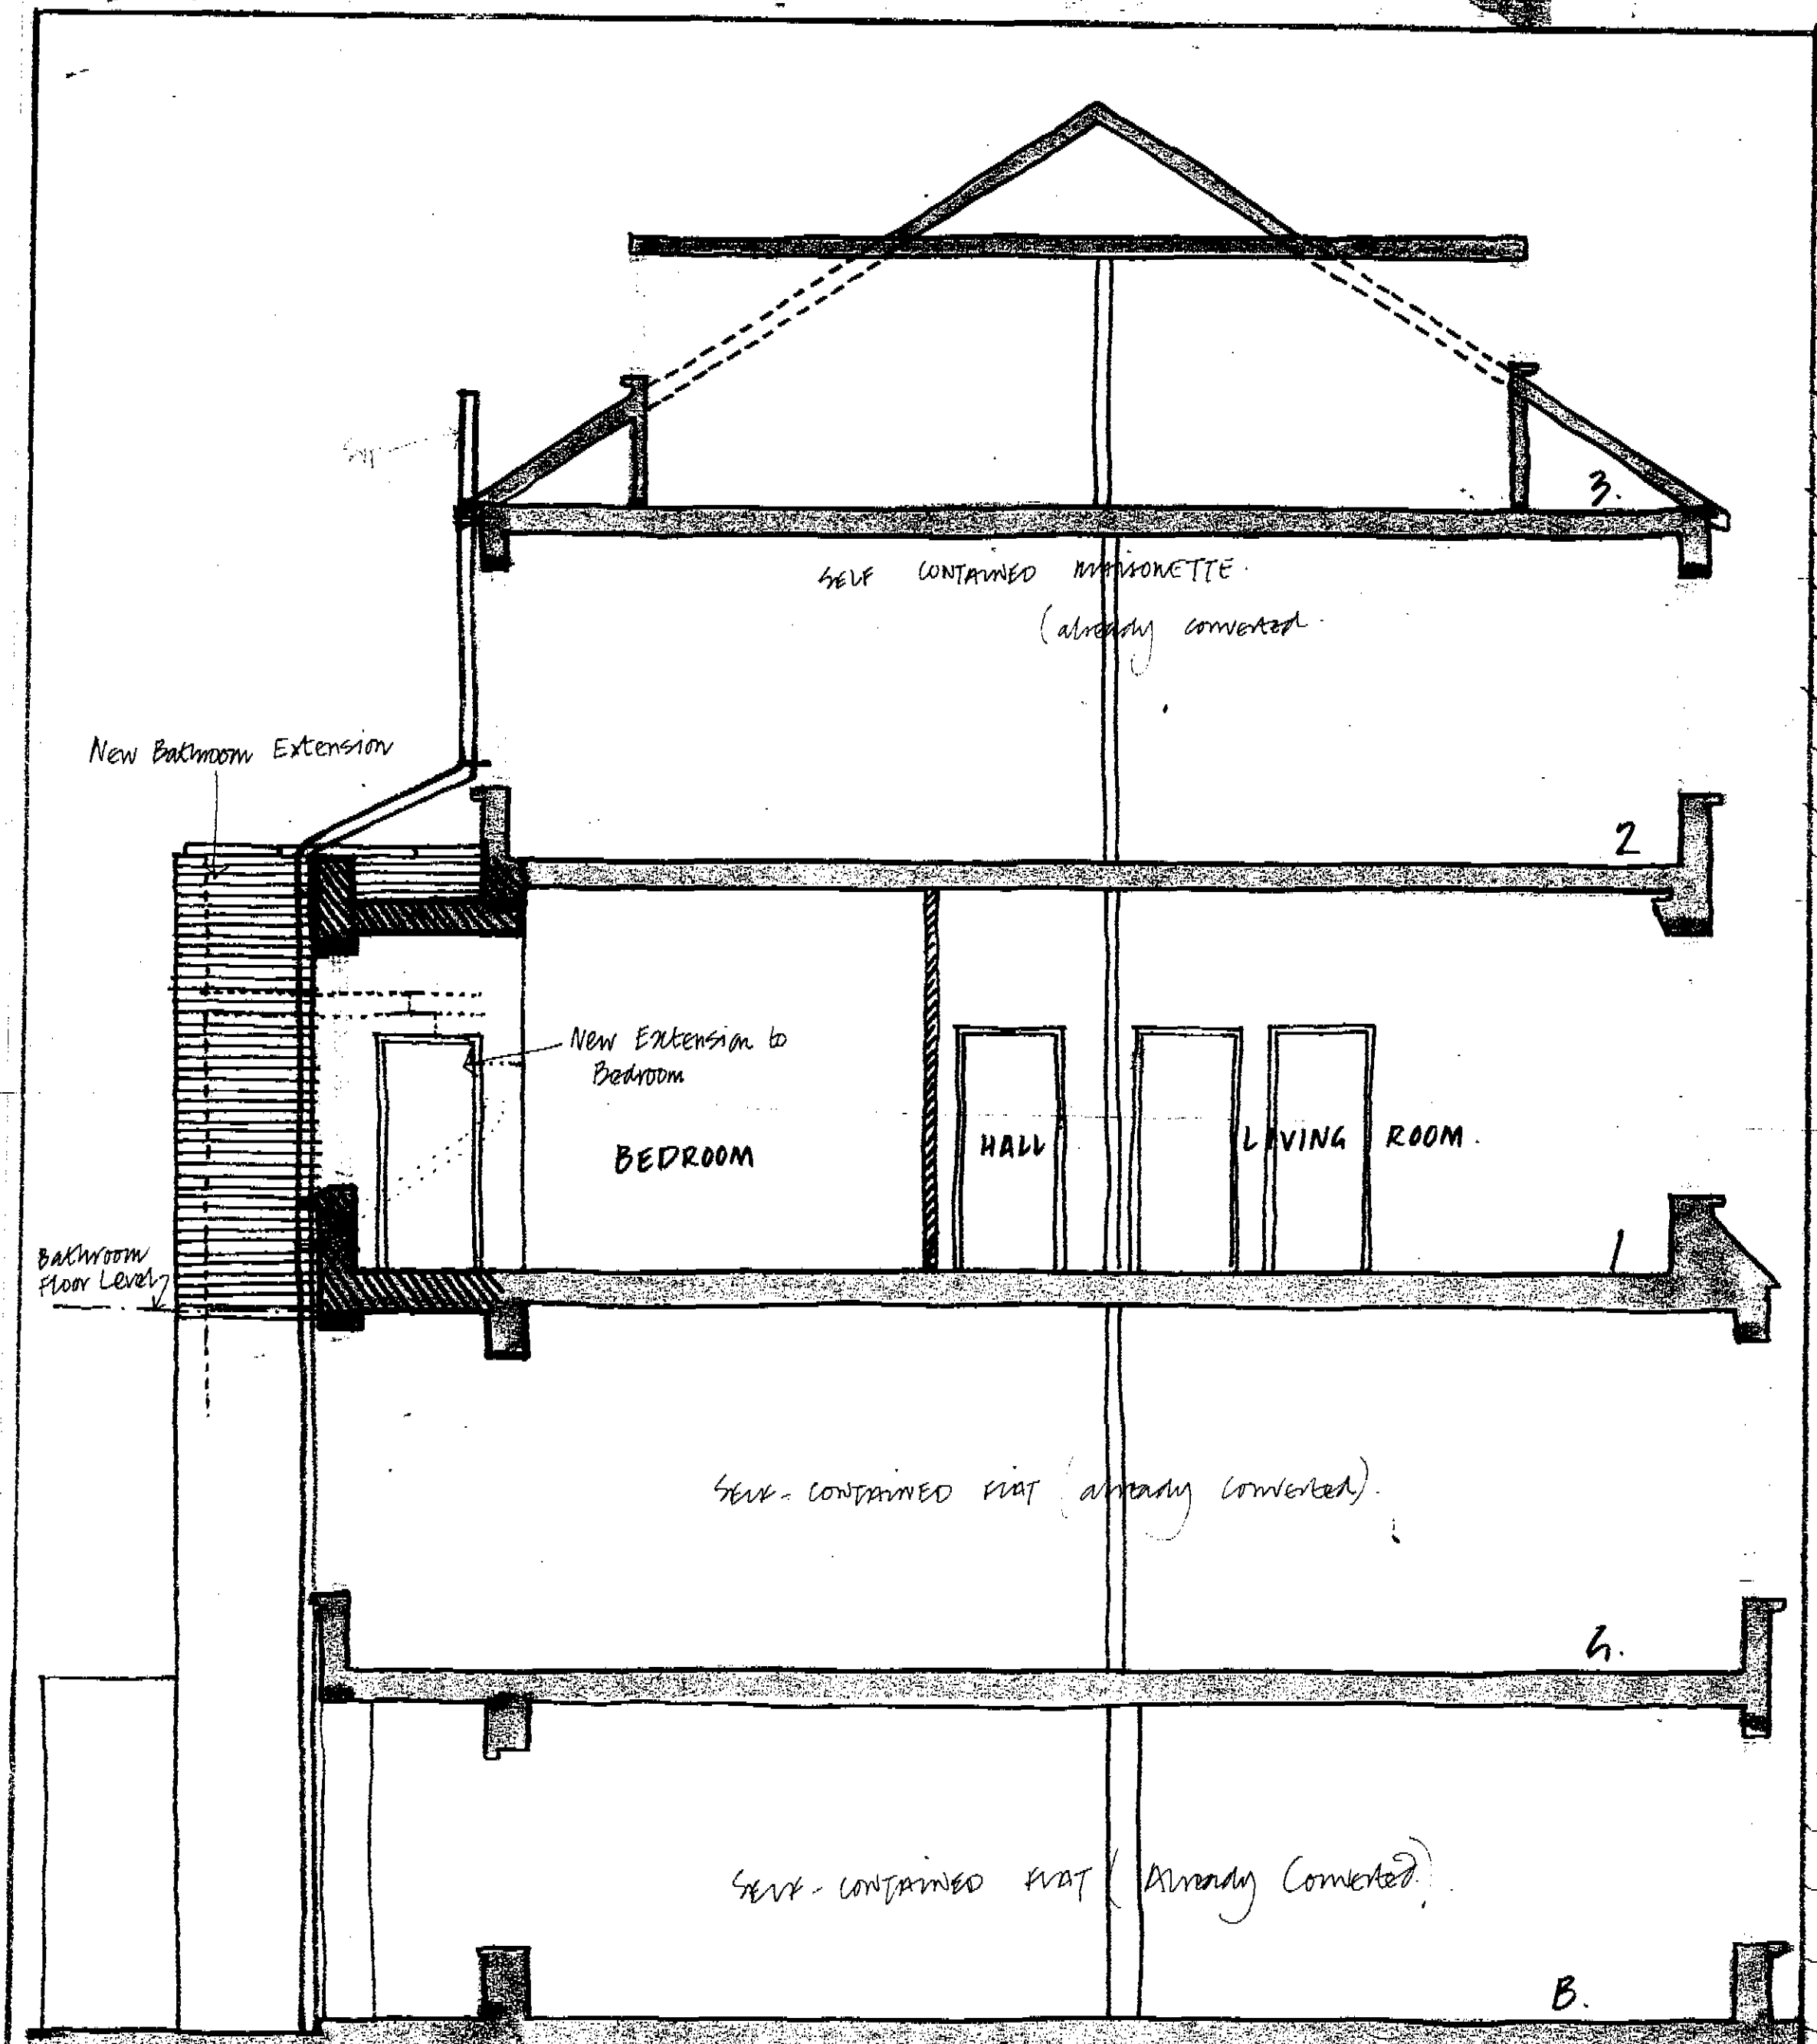 3.
SELF CONTAINED MAISONETTE.
(already converted.
New Bathroom Extension
2
New Extension to
Bedroom
BEDROOM
HALL
LIVING ROOM.
Bathroom
Floor Level
1
SELF-CONTAINED FLAT (already converted).
G.
SELF-CONTAINED FLAT (Already Converted).
B.